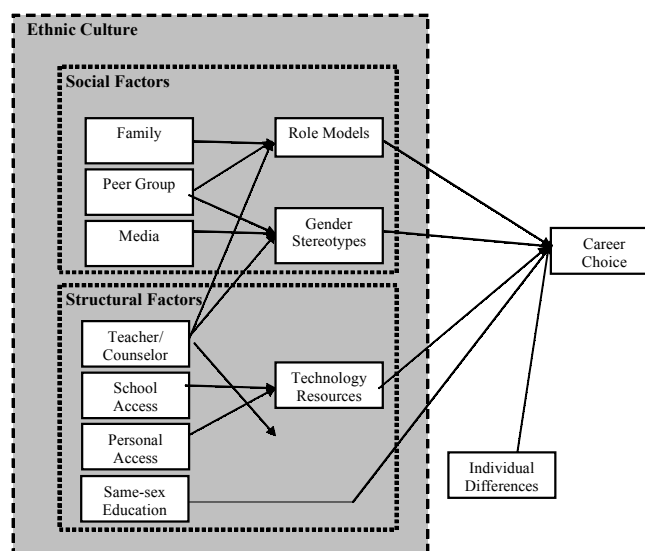 Ethnic Culture
Social Factors
Family
Role Models
Peer Group
Gender
Stereotypes
Media
Career
Choice
Structural Factors
Teacher/
Counselor
Technology
Resources
School
Access
Personal
Access
Individual
Differences
Same-sex
Education